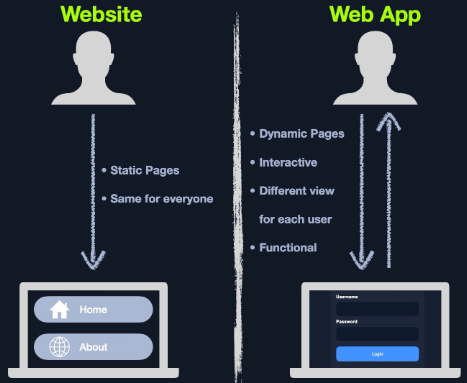 Website
• Static Pages
• Same for everyone
Home
About
Web App
• Dynamic Pages
• Interactive
• Different view
for each user
• Functional
Username
Password
Login